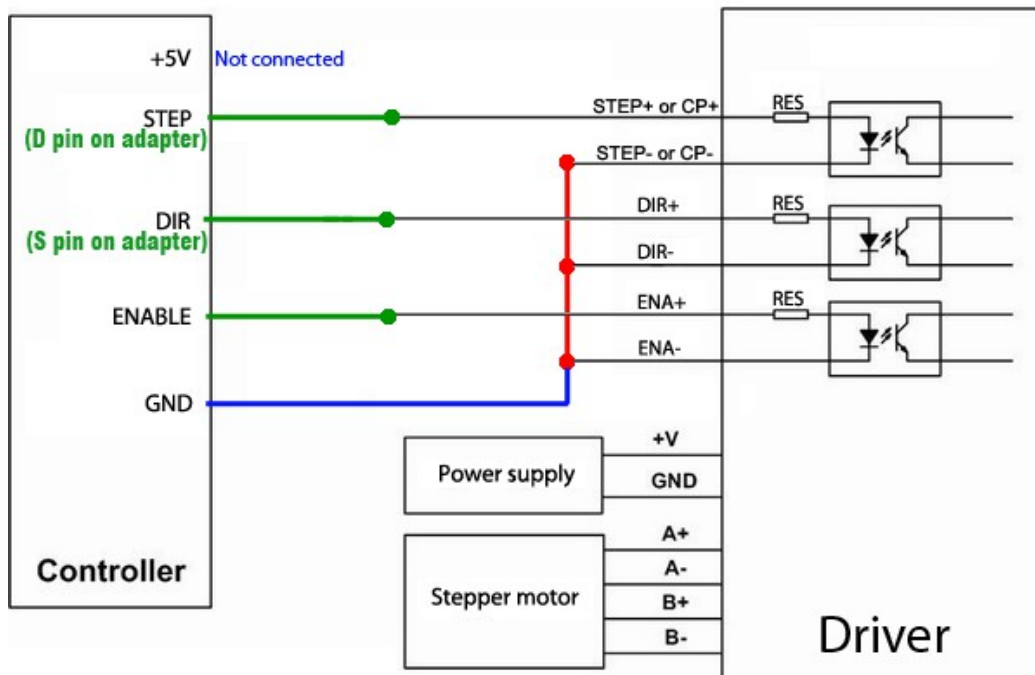 +5V
Not connected
STEP
(D pin on adapter)
DIR
(S pin on adapter)
ENABLE
GND
Controller
STEP+ or CP+
RES
STEP- or CP-
DIR+
RES
DIR-
ENA+
RES
ENA-
Power supply
+V
GND
Stepper motor
A+
A-
B+
B-
Driver